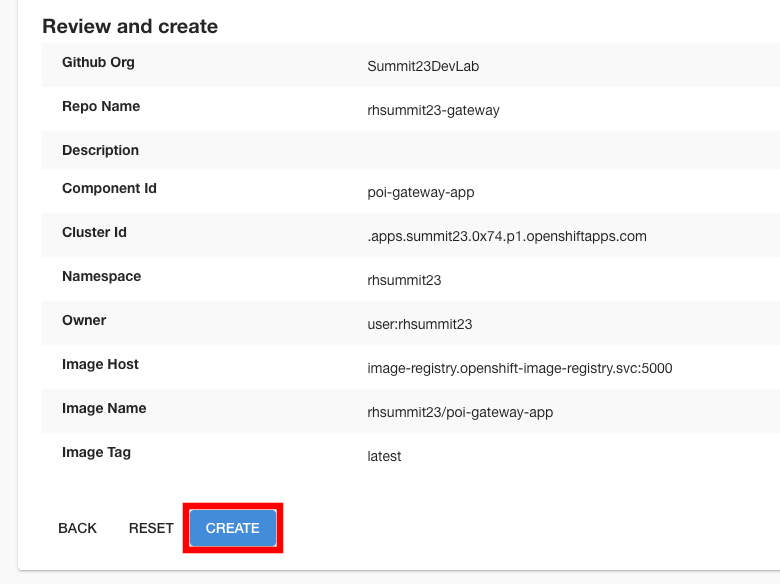 Review and create
Github Org Summit23DevLab
Repo Name rhsummit23-gateway
Description
Component Id poi-gateway-app
Cluster Id .apps.summit23.0x74.p1.openshiftapps.com
Namespace rhsummit23
Owner user:rhsummit23
Image Host image-registry.openshift-image-registry.svc:5000
Image Name rhsummit23/poi-gateway-app
Image Tag latest
BACK RESET CREATE